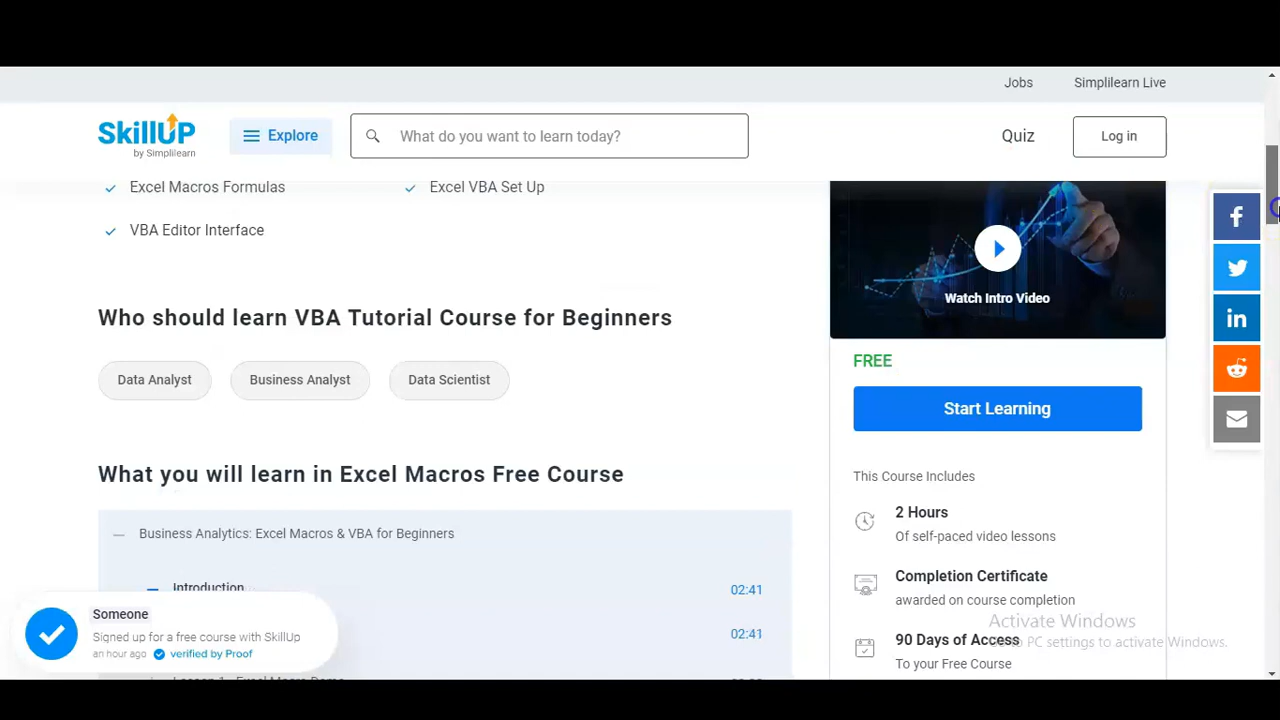 Jobs
Simplilearn Live
SkillUP
by Simplilearn
Explore
What do you want to learn today?
Quiz
Log in
Excel Macros Formulas
Excel VBA Set Up
VBA Editor Interface
Watch Intro Video
Who should learn VBA Tutorial Course for Beginners
Data Analyst
Business Analyst
Data Scientist
FREE
Start Learning
What you will learn in Excel Macros Free Course
This Course Includes
2 Hours
Of self-paced video lessons
Business Analytics: Excel Macros & VBA for Beginners
Introduction
02:41
Completion Certificate
awarded on course completion
Someone
Signed up for a free course with SkillUp
an hour ago
verified by Proof
02:41
Activate Windows
Go to PC settings to activate Windows.
90 Days of Access
To your Free Course
Lesson 1 - Excel Macro Demo